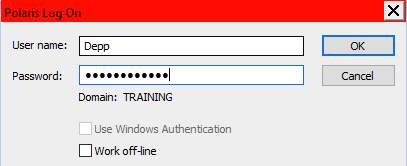 Polaris Log On
User name: Depp OK
Password: ●●●●●●●●●●●● Cancel
Domain: TRAINING
Use Windows Authentication
Work off-line